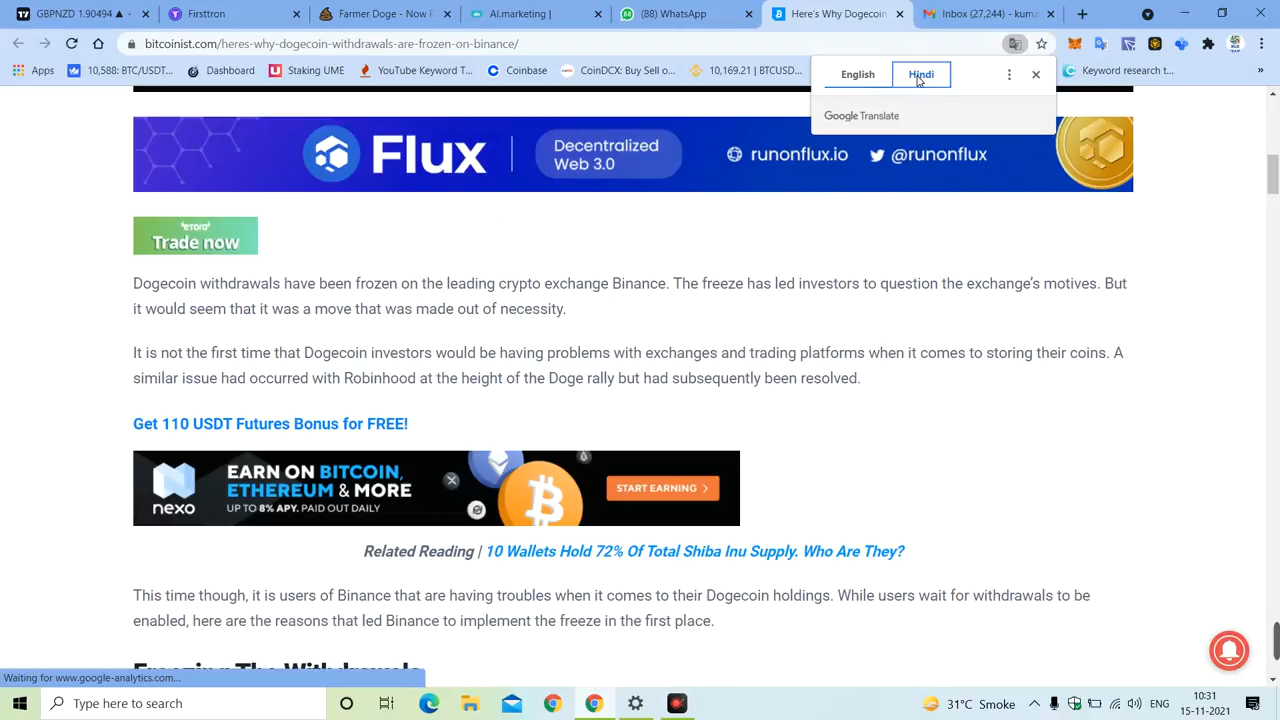 GBPNZD 1.90494
Firstron
Farmer Doge - From
Amitabh's NFT coll
(88) WhatsApp
Here's Why Dogecoin
Inbox (27,244) - kuma
bitcoinist.com/heres-why-dogecoin-withdrawals-are-frozen-on-binance/
Apps
10,588: BTC/USDT...
Dashboard
Staking UME
YouTube Keyword T...
Coinbase
CoinDCX: Buy Sell o...
10,169.21 | BTCUSD...
Keyword research t...
English
Hindi
Google Translate
Flux
Decentralized
Web 3.0
runonflux.io
@runonflux
eTORO
Trade now
Dogecoin withdrawals have been frozen on the leading crypto exchange Binance. The freeze has led investors to question the exchange’s motives. But
it would seem that it was a move that was made out of necessity.
It is not the first time that Dogecoin investors would be having problems with exchanges and trading platforms when it comes to storing their coins. A
similar issue had occurred with Robinhood at the height of the Doge rally but had subsequently been resolved.
Get 110 USDT Futures Bonus for FREE!
nexo
EARN ON BITCOIN,
ETHEREUM & MORE
UP TO 8% APY. PAID OUT DAILY
START EARNING
Related Reading | 10 Wallets Hold 72% Of Total Shiba Inu Supply. Who Are They?
This time though, it is users of Binance that are having troubles when it comes to their Dogecoin holdings. While users wait for withdrawals to be
enabled, here are the reasons that led Binance to implement the freeze in the first place.
Freezing The Withdrawals
Waiting for www.google-analytics.com...
Type here to search
31°C Smoke
ENG
10:31
15-11-2021